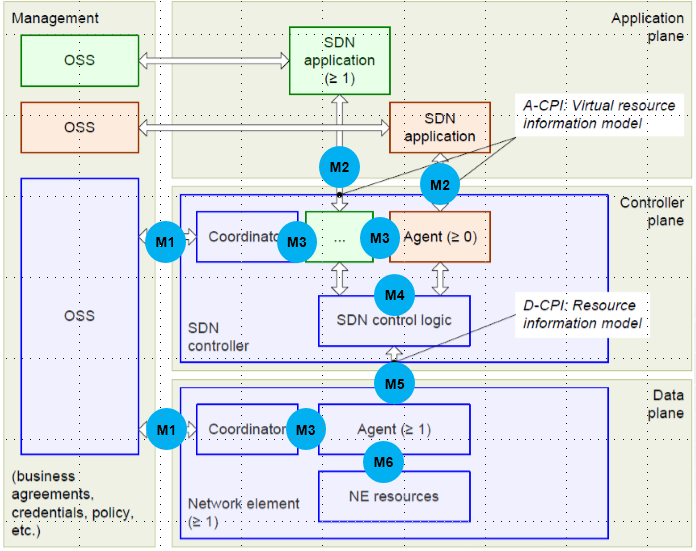 Management
Application
plane
OSS
SDN
application
(≥ 1)
OSS
SDN
application
A-CPI: Virtual resource
information model
M2
M2
Controller
plane
M1
Coordinator
M3
...
M3
Agent (≥ 0)
M4
OSS
SDN control logic
SDN
controller
D-CPI: Resource
information model
M5
Data
plane
M1
Coordinator
M3
Agent (≥ 1)
M6
NE resources
Network element
(≥ 1)
(business
agreements,
credentials, policy,
etc.)